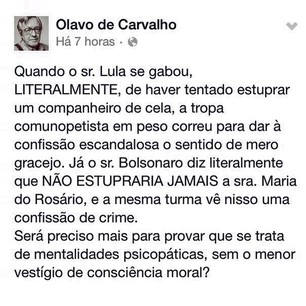 Olavo de Carvalho
Há 7 horas ·
Quando o sr. Lula se gabou,
LITERALMENTE, de haver tentado estuprar
um companheiro de cela, a tropa
comunopetista em peso correu para dar à
confissão escandalosa o sentido de mero
gracejo. Já o sr. Bolsonaro diz literalmente
que NÃO ESTUPRARIA JAMAIS a sra. Maria
do Rosário, e a mesma turma vê nisso uma
confissão de crime.
Será preciso mais para provar que se trata
de mentalidades psicopáticas, sem o menor
vestígio de consciência moral?